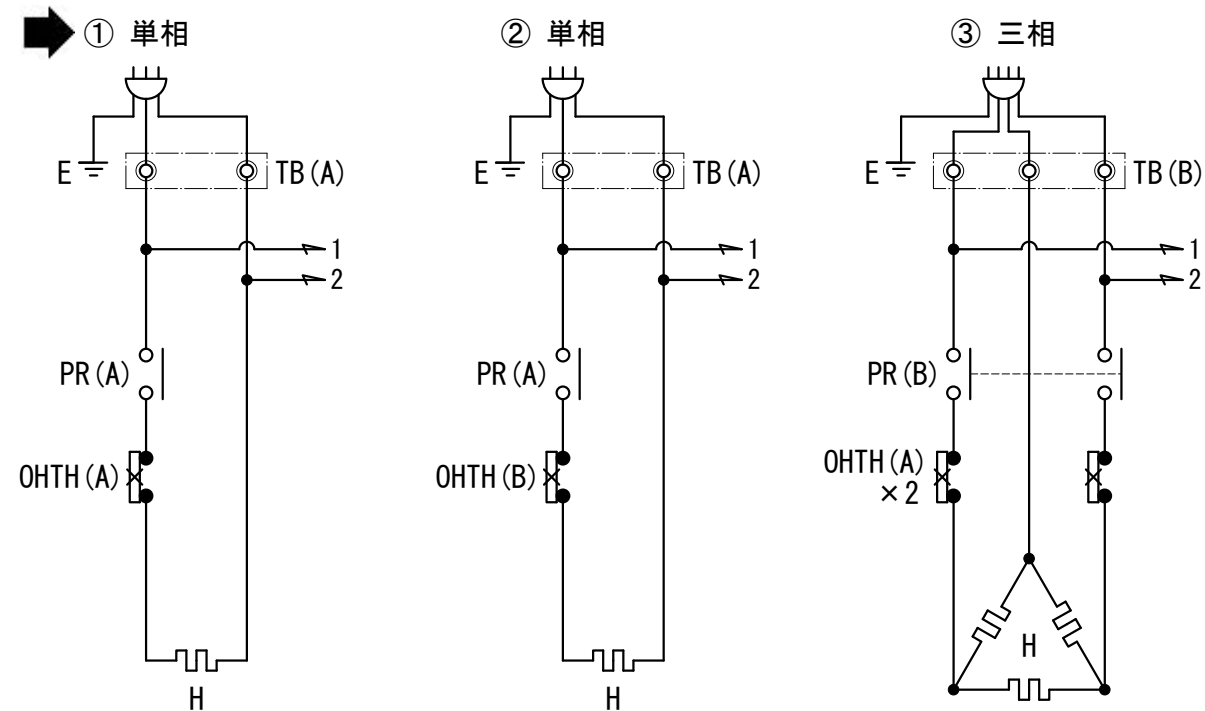 ① 単相
E
TB(A)
1
2
PR(A)
OHTH(A)
H
② 単相
E
TB(A)
1
2
PR(A)
OHTH(B)
H
③ 三相
E
TB(B)
1
2
PR(B)
OHTH(A)
×2
H